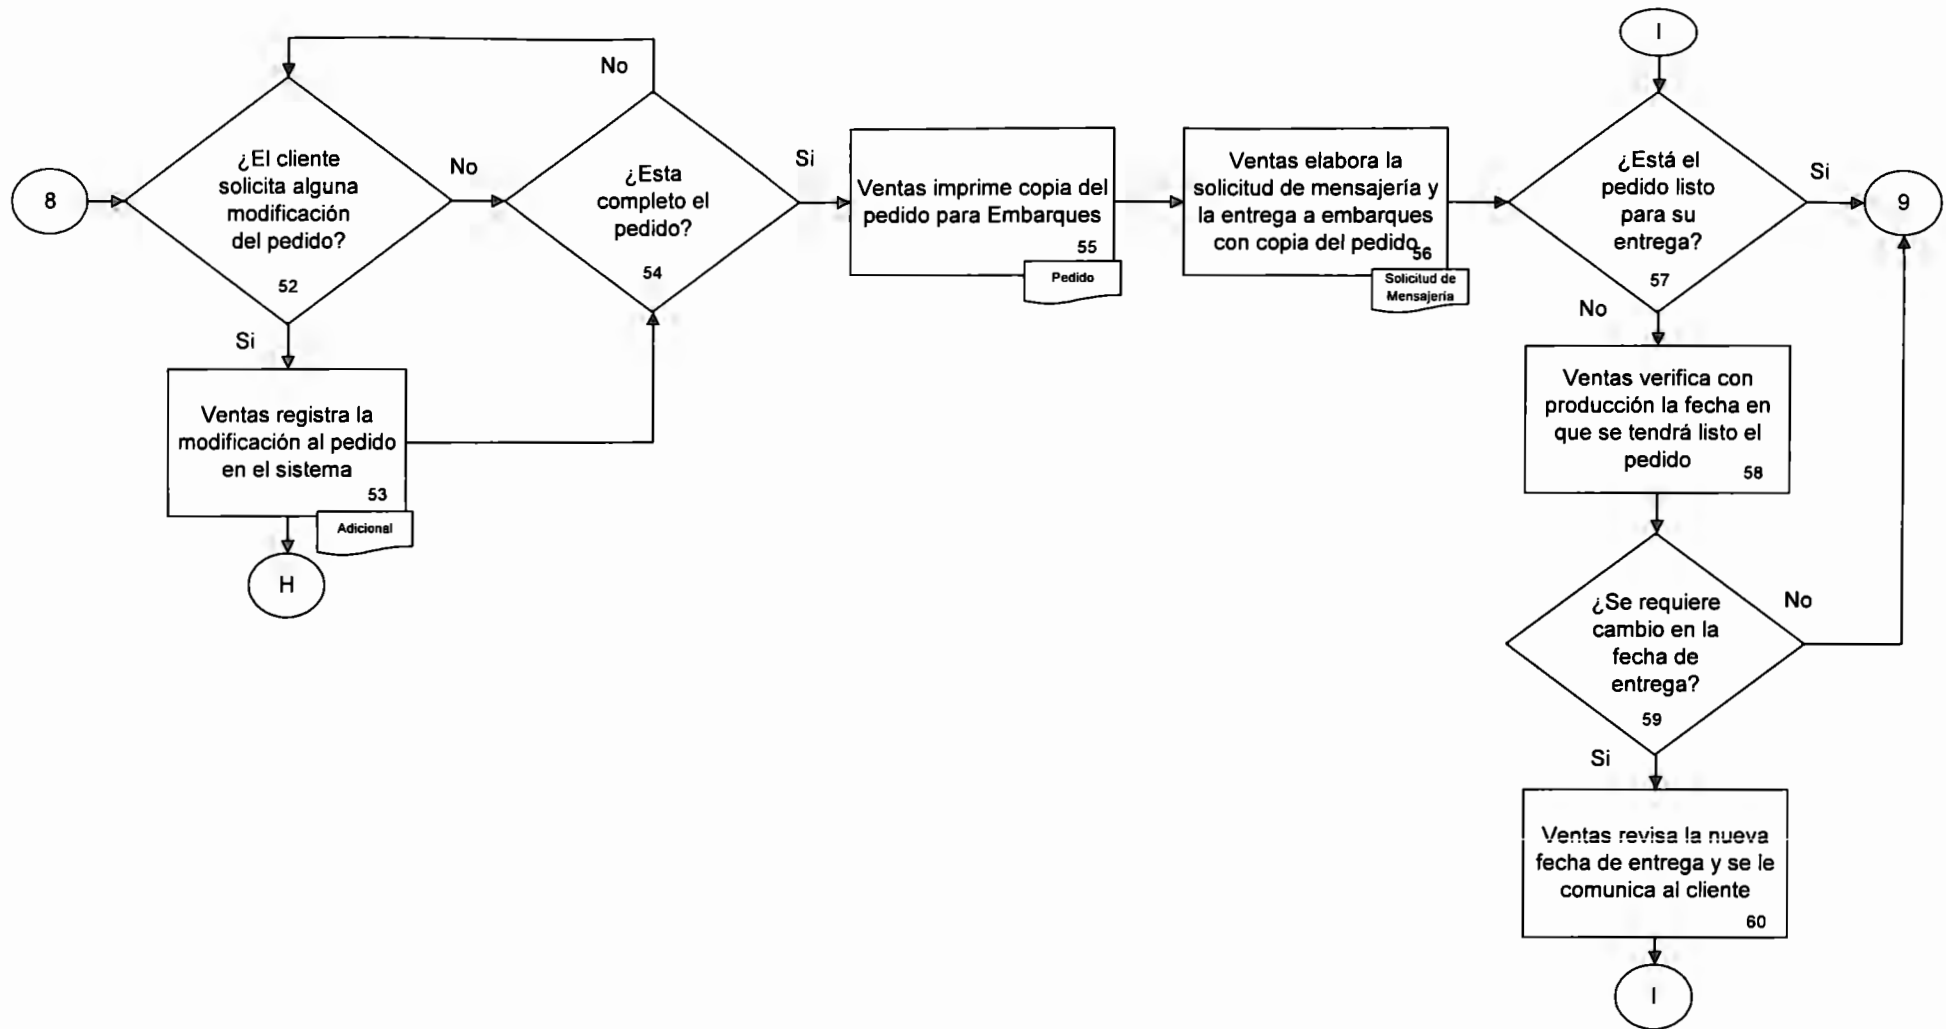 8
¿El cliente
solicita alguna
modificación
del pedido?
52
No
Si
Ventas registra la
modificación al pedido
en el sistema
53
Adicional
H
No
¿Esta
completo el
pedido?
54
Si
Ventas imprime copia del
pedido para Embarques
55
Pedido
Ventas elabora la
solicitud de mensajería y
la entrega a embarques
con copia del pedido
56
Solicitud de
Mensajería
I
¿Está el
pedido listo
para su
entrega?
57
Si
9
No
Ventas verifica con
producción la fecha en
que se tendrá listo el
pedido
58
¿Se requiere
cambio en la
fecha de
entrega?
59
No
Si
Ventas revisa la nueva
fecha de entrega y se le
comunica al cliente
60
I